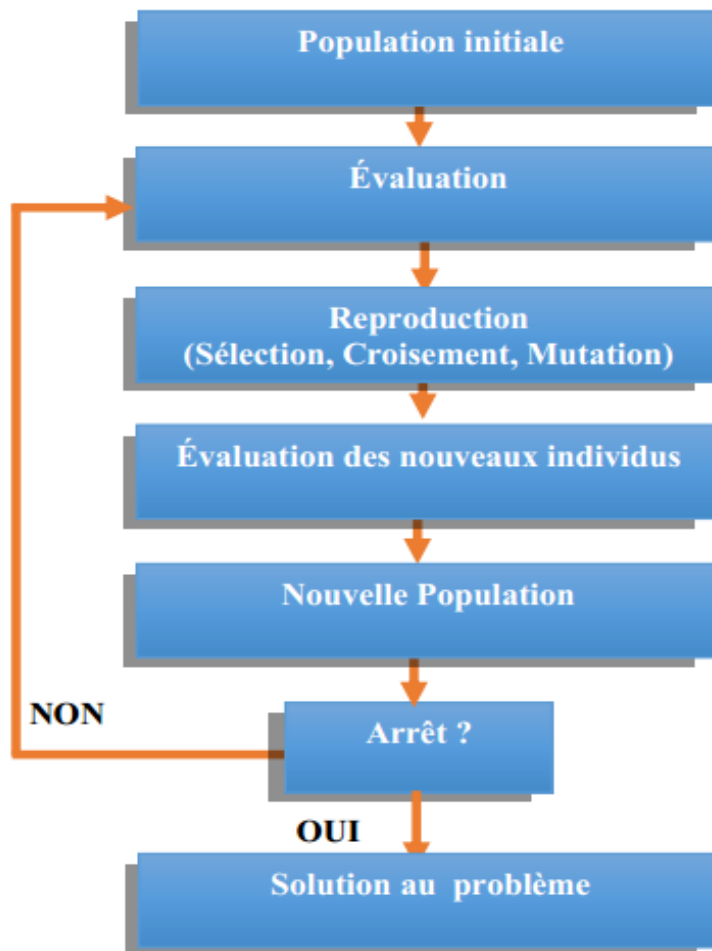 Population initiale
Évaluation
Reproduction
(Sélection, Croisement, Mutation)
Évaluation des nouveaux individus
Nouvelle Population
Arrêt ?
NON
OUI
Solution au problème